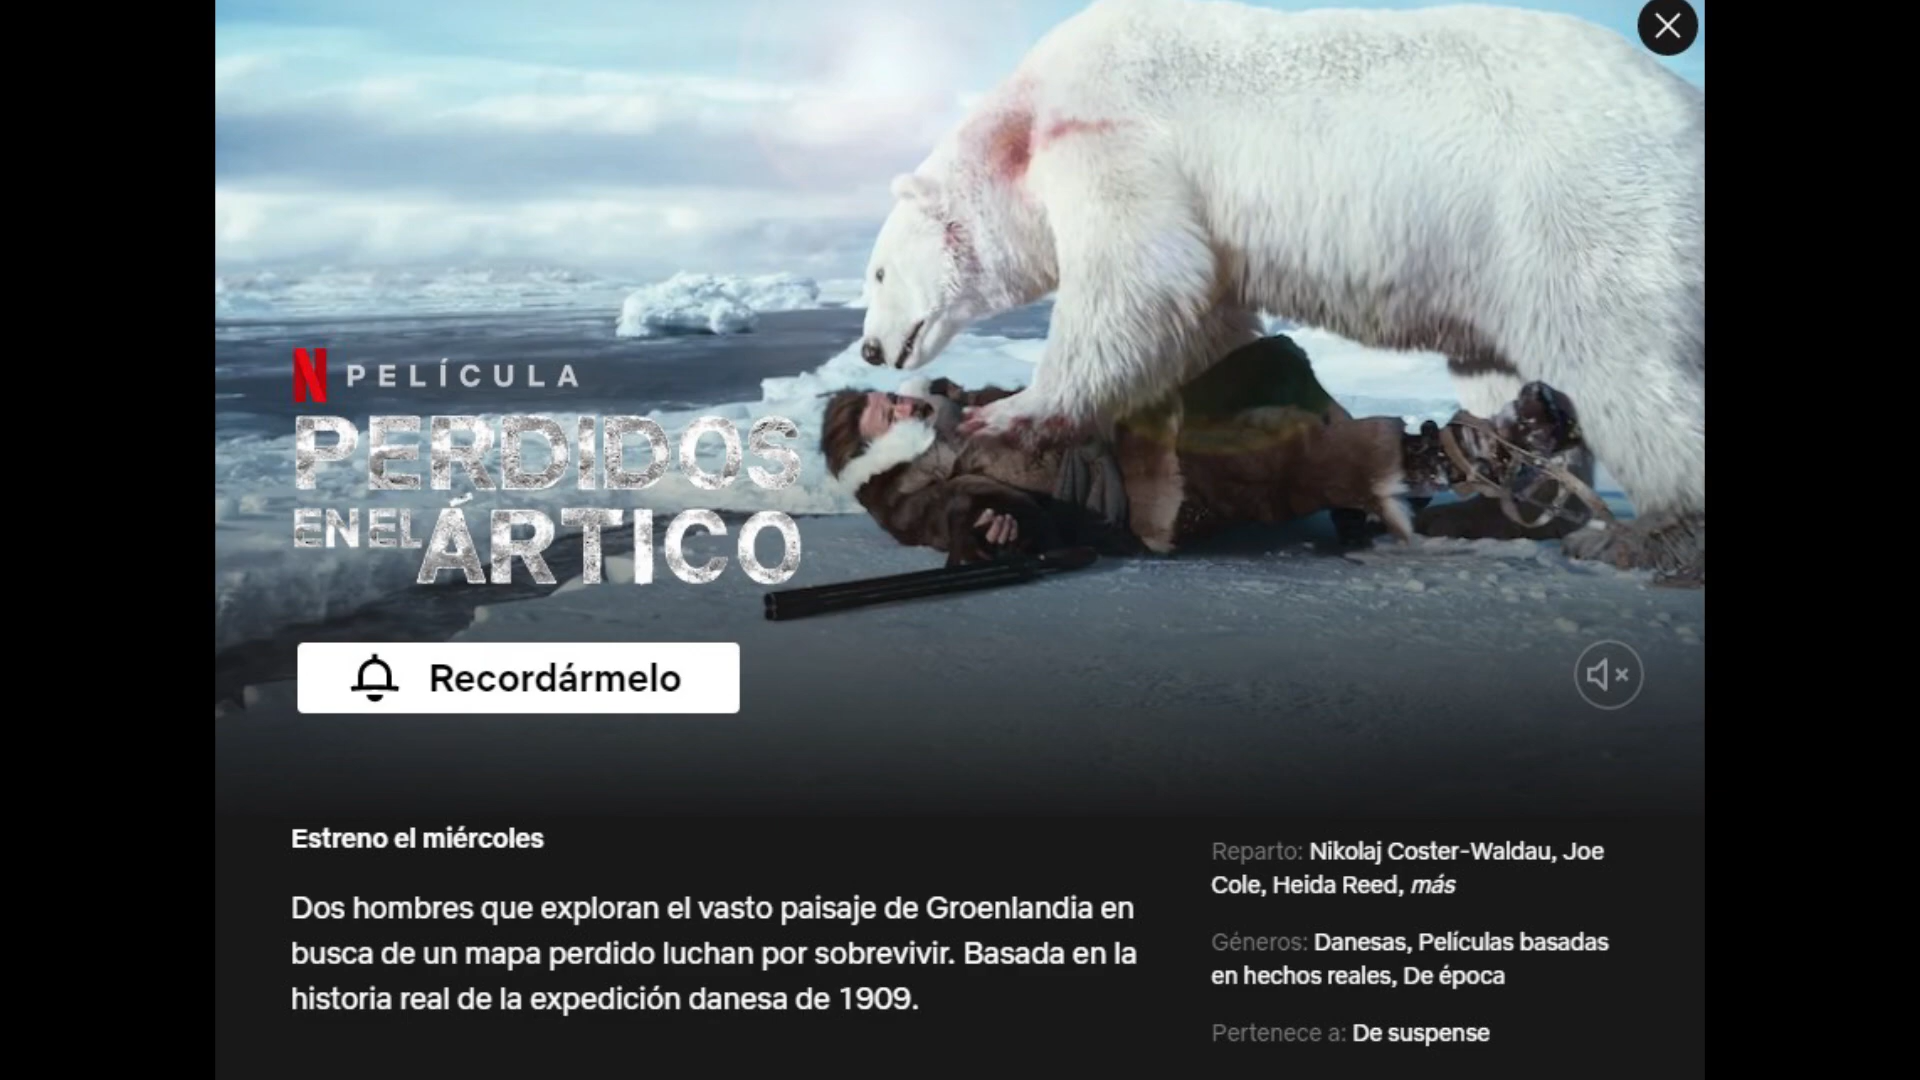 N PELÍCULA
PERDIDOS
EN EL ÁRTICO
Recordármelo
Estreno el miércoles
Dos hombres que exploran el vasto paisaje de Groenlandia en
busca de un mapa perdido luchan por sobrevivir. Basada en la
historia real de la expedición danesa de 1909.
Reparto: Nikolaj Coster-Waldau, Joe
Cole, Heida Reed, más
Géneros: Danesas, Películas basadas
en hechos reales, De época
Pertenece a: De suspense